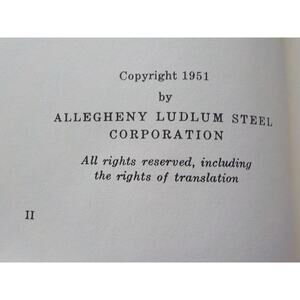 Copyright 1951
by
ALLEGHENY LUDLUM STEEL
CORPORATION
All rights reserved, including
the rights of translation
II